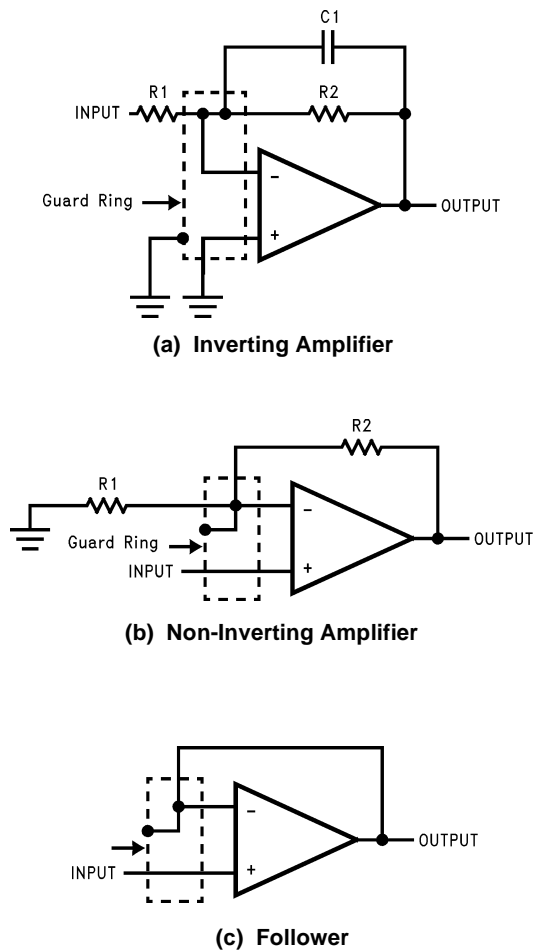 C1
R1
R2
INPUT
−
Guard Ring
OUTPUT
+
(a) Inverting Amplifier
R2
R1
−
OUTPUT
Guard Ring
+
INPUT
(b) Non-Inverting Amplifier
−
OUTPUT
+
INPUT
(c) Follower